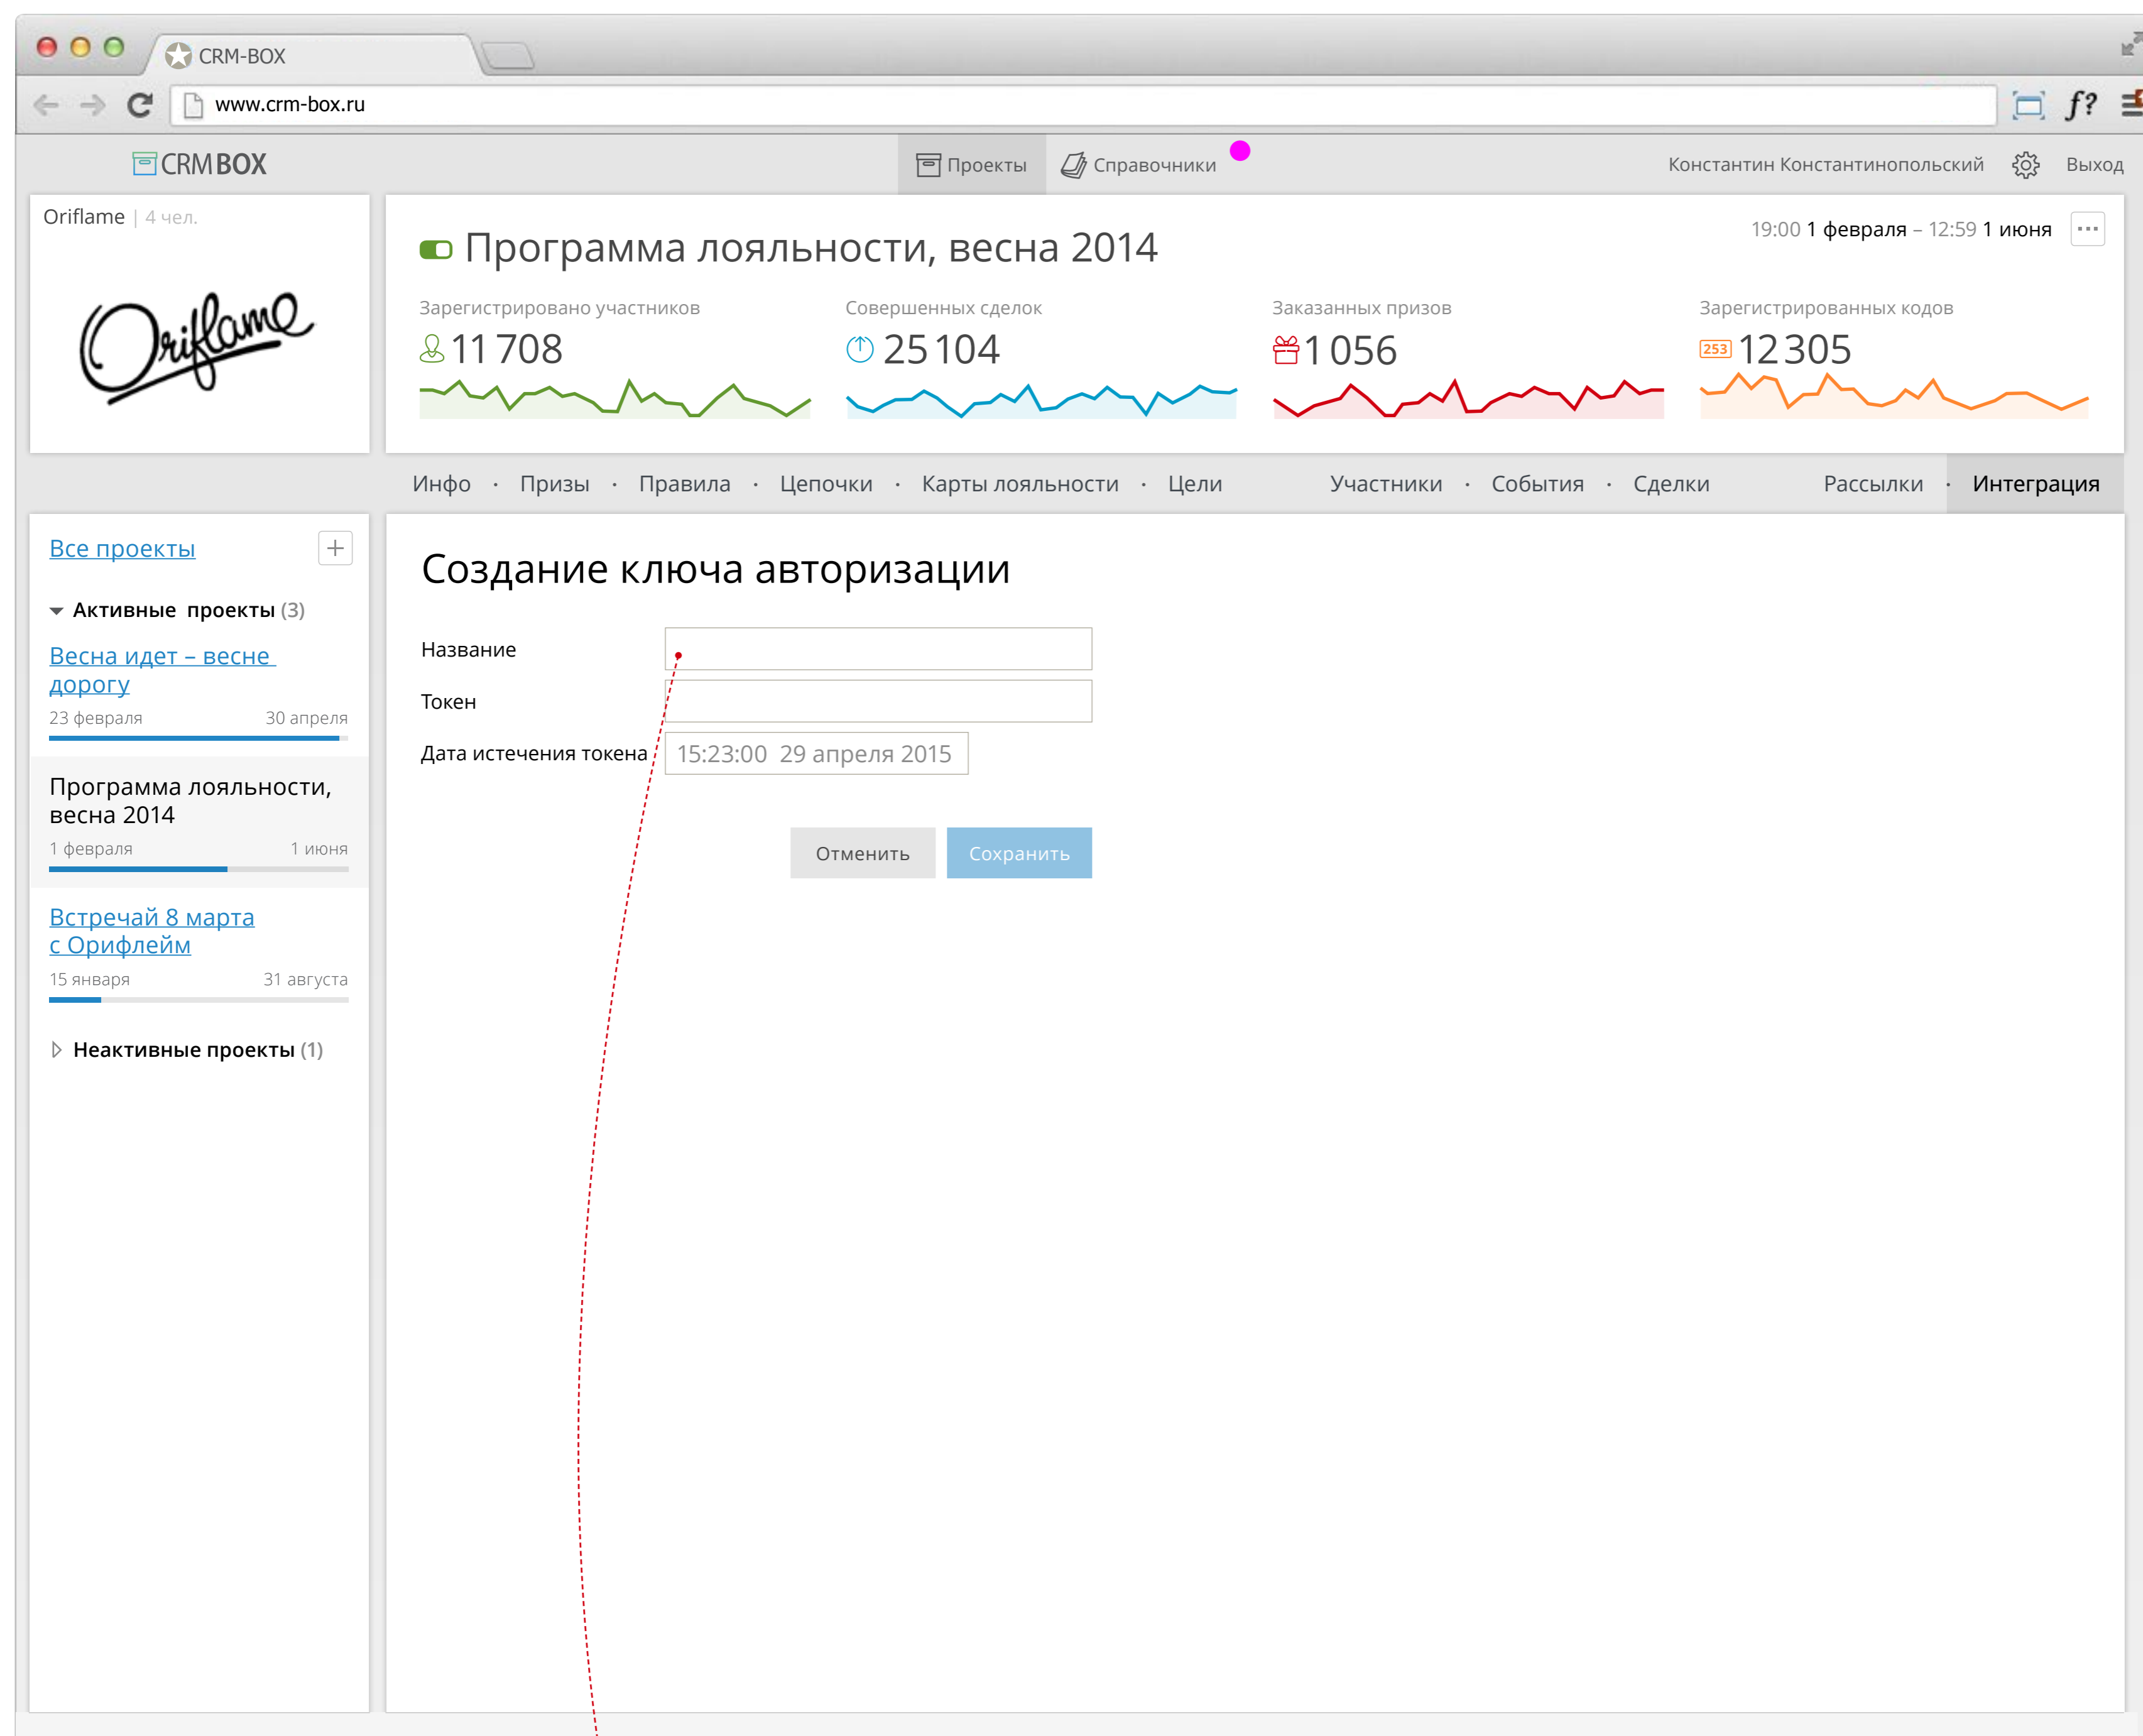 CRM-BOX
www.crm-box.ru
f?
CRMBOX
Проекты
Справочники
Константин Константинопольский
Выход
Oriflame | 4 чел.
Oriflame
Программа лояльности, весна 2014
19:00 1 февраля – 12:59 1 июня
Зарегистрировано участников
11 708
Совершенных сделок
25 104
Заказанных призов
1 056
Зарегистрированных кодов
253 12 305
Инфо · Призы · Правила · Цепочки · Карты лояльности · Цели
Участники · События · Сделки
Рассылки · Интеграция
Все проекты
Активные проекты (3)
Весна идет – весне
дорогу
23 февраля 30 апреля
Программа лояльности,
весна 2014
1 февраля 1 июня
Встречай 8 марта
с Орифлейм
15 января 31 августа
Неактивные проекты (1)
Создание ключа авторизации
Название
Токен
Дата истечения токена 15:23:00 29 апреля 2015
Отменить Сохранить